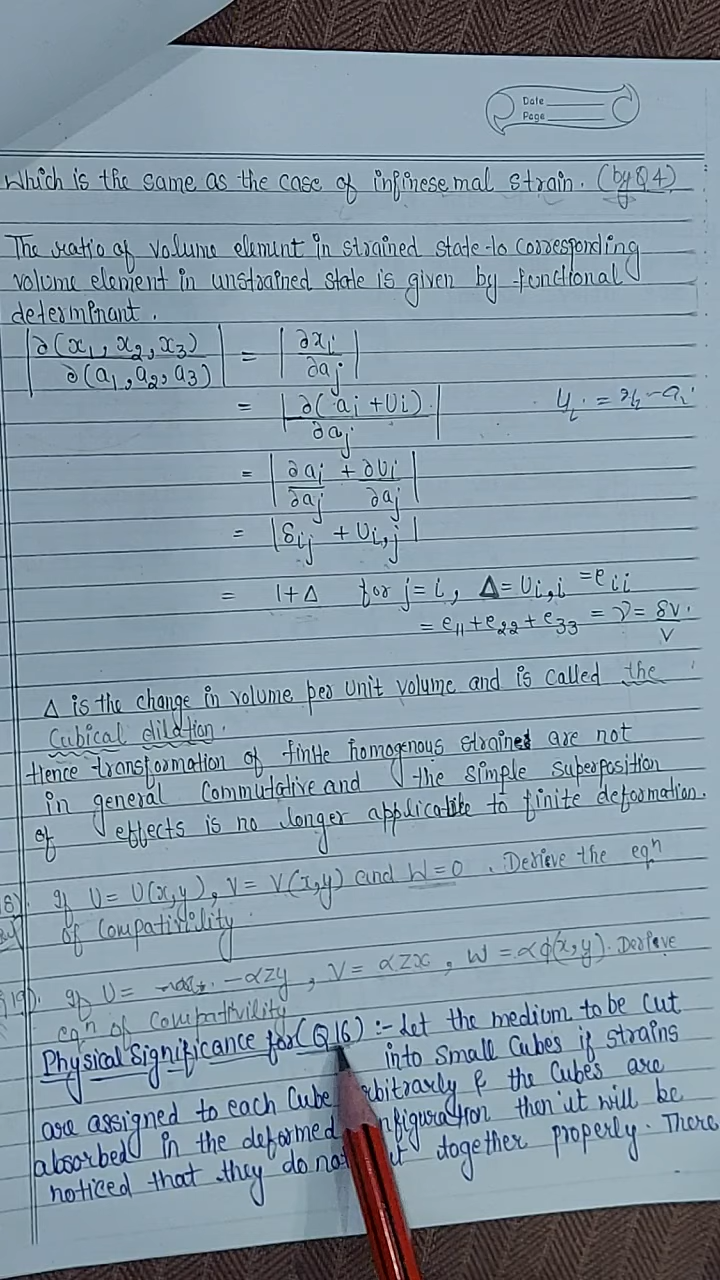 Date
Page
Which is the same as the case of infinesemal strain. (by Q4)
The ratio of volume element in strained state to corresponding
volume element in unstrained state is given by functional
determinant.
|∂(x₁, x₂, x₃) / ∂(a₁, a₂, a₃)| = |∂xᵢ / ∂aⱼ|
= |∂(aᵢ + Uᵢ) / ∂aⱼ| Uᵢ = xᵢ - aᵢ
= |∂aᵢ / ∂aⱼ + ∂Uᵢ / ∂aⱼ|
= |δᵢⱼ + Uᵢ,ⱼ|
= 1+Δ for j=i, Δ = Uᵢ,ᵢ = eᵢᵢ
= e₁₁ + e₂₂ + e₃₃ = ν = δv / v
Δ is the change in volume per unit volume and is called the
Cubical dilation.
Hence transformation of finite homogenous strained are not
in general commutative and the simple superposition
of effects is no longer applicable to finite deformation.
If U = U(x,y), V = V(x,y) and W=0. Derieve the eqn
of Compativility
If U = -αzy, V = αzx, W = αϕ(x,y). Derieve
eqn of Compativility
Physical Significance for (Q16) :- Let the medium to be cut
into small cubes if strains
are assigned to each Cube arbitrarly & the Cubes are
absorbed in the deformed configuration then it will be
noticed that they do not together properly. There